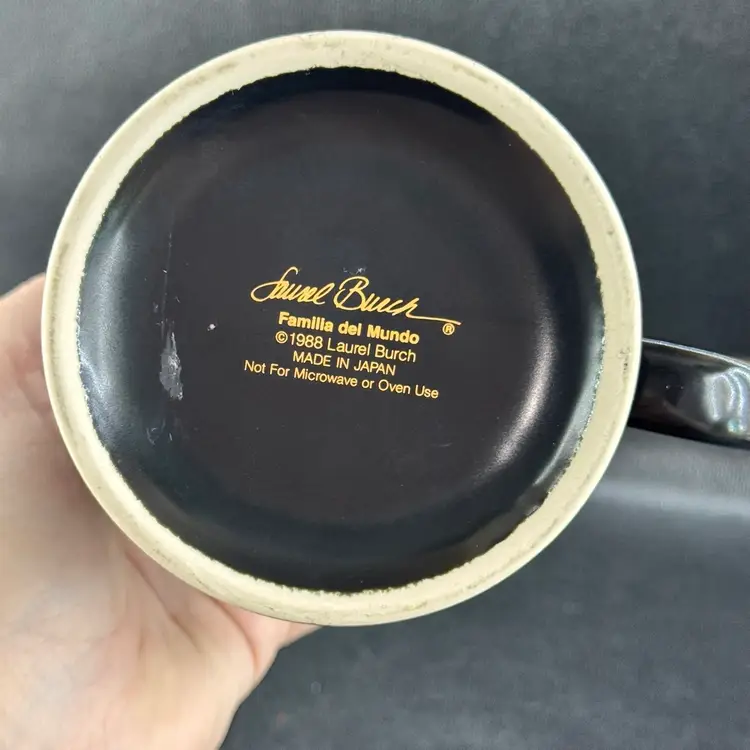 Laurel Burch ®
Familia del Mundo
©1988 Laurel Burch
MADE IN JAPAN
Not For Microwave or Oven Use